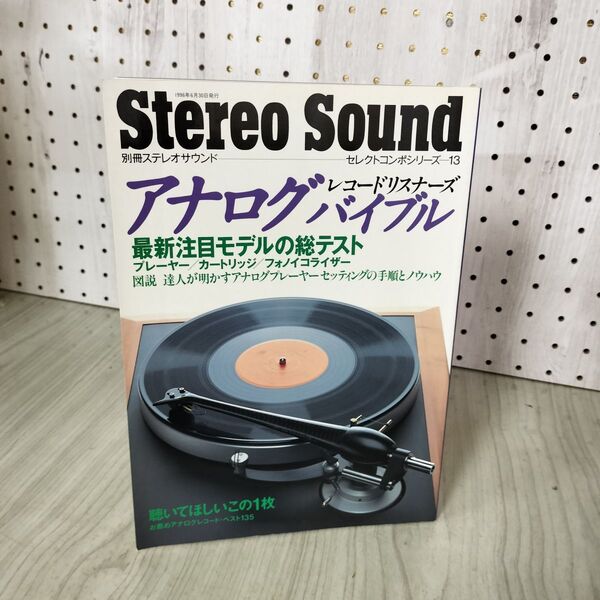 1996年6月30日発行
Stereo Sound
別冊ステレオサウンド
セレクトコンポシリーズ—13
レコードリスナーズ
アナログバイブル
最新注目モデルの総テスト
プレーヤー/カートリッジ/フォノイコライザー
図説 達人が明かすアナログプレーヤーセッティングの手順とノウハウ
聴いてほしいこの1枚
お薦めアナログレコード・ベスト135